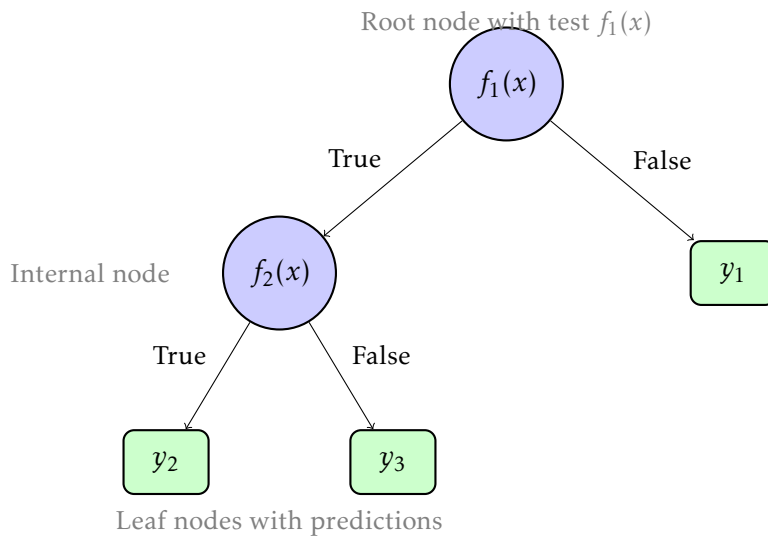 Root node with test f₁(x)
f₁(x)
True
False
Internal node
f₂(x)
y₁
True
False
y₂
y₃
Leaf nodes with predictions